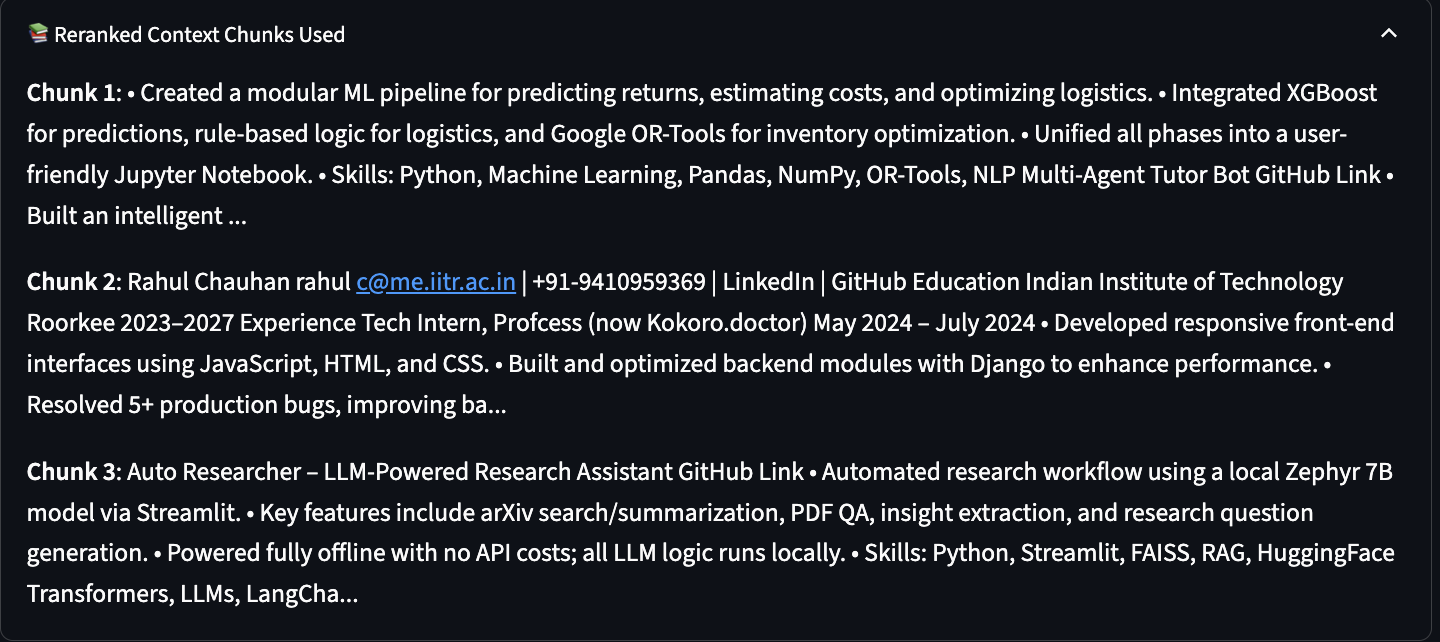 📚 Reranked Context Chunks Used
Chunk 1: • Created a modular ML pipeline for predicting returns, estimating costs, and optimizing logistics. • Integrated XGBoost
for predictions, rule-based logic for logistics, and Google OR-Tools for inventory optimization. • Unified all phases into a user-
friendly Jupyter Notebook. • Skills: Python, Machine Learning, Pandas, NumPy, OR-Tools, NLP Multi-Agent Tutor Bot GitHub Link •
Built an intelligent ...
Chunk 2: Rahul Chauhan rahul c@me.iitr.ac.in | +91-9410959369 | LinkedIn | GitHub Education Indian Institute of Technology
Roorkee 2023–2027 Experience Tech Intern, Profcess (now Kokoro.doctor) May 2024 – July 2024 • Developed responsive front-end
interfaces using JavaScript, HTML, and CSS. • Built and optimized backend modules with Django to enhance performance. •
Resolved 5+ production bugs, improving ba...
Chunk 3: Auto Researcher – LLM-Powered Research Assistant GitHub Link • Automated research workflow using a local Zephyr 7B
model via Streamlit. • Key features include arXiv search/summarization, PDF QA, insight extraction, and research question
generation. • Powered fully offline with no API costs; all LLM logic runs locally. • Skills: Python, Streamlit, FAISS, RAG, HuggingFace
Transformers, LLMs, LangCha...